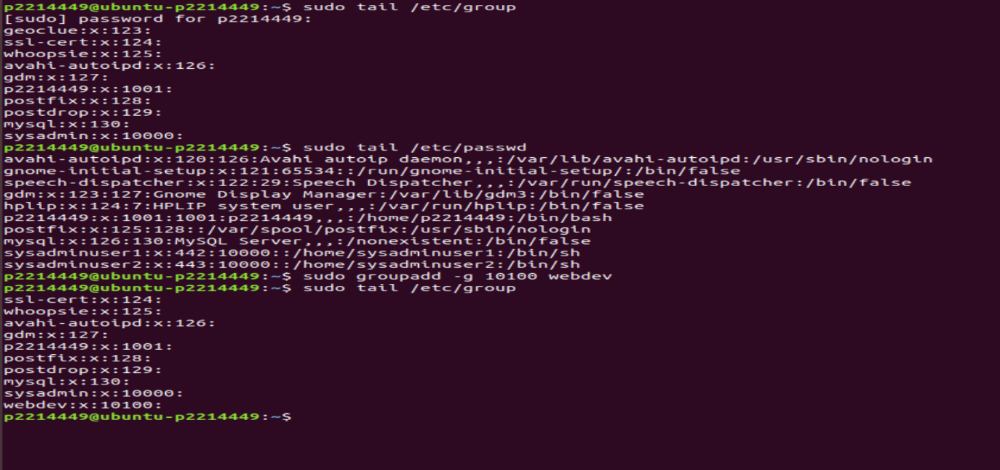 p2214449@ubuntu-p2214449:~$ sudo tail /etc/group
[sudo] password for p2214449:
geoclue:x:123:
ssl-cert:x:124:
whoopsie:x:125:
avahi-autoipd:x:126:
gdm:x:127:
p2214449:x:1001:
postfix:x:128:
postdrop:x:129:
mysql:x:130:
sysadmin:x:10000:
p2214449@ubuntu-p2214449:~$ sudo tail /etc/passwd
avahi-autoipd:x:120:126:Avahi autoip daemon,,,:/var/lib/avahi-autoipd:/usr/sbin/nologin
gnome-initial-setup:x:121:65534::/run/gnome-initial-setup/:/bin/false
speech-dispatcher:x:122:29:Speech Dispatcher,,,:/var/run/speech-dispatcher:/bin/false
gdm:x:123:127:Gnome Display Manager:/var/lib/gdm3:/bin/false
hplip:x:124:7:HPLIP system user,,,:/var/run/hplip:/bin/false
p2214449:x:1001:1001:p2214449,,,:/home/p2214449:/bin/bash
postfix:x:125:128::/var/spool/postfix:/usr/sbin/nologin
mysql:x:126:130:MySQL Server,,,:/nonexistent:/bin/false
sysadminuser1:x:442:10000::/home/sysadminuser1:/bin/sh
sysadminuser2:x:443:10000::/home/sysadminuser2:/bin/sh
p2214449@ubuntu-p2214449:~$ sudo groupadd -g 10100 webdev
p2214449@ubuntu-p2214449:~$ sudo tail /etc/group
ssl-cert:x:124:
whoopsie:x:125:
avahi-autoipd:x:126:
gdm:x:127:
p2214449:x:1001:
postfix:x:128:
postdrop:x:129:
mysql:x:130:
sysadmin:x:10000:
webdev:x:10100:
p2214449@ubuntu-p2214449:~$